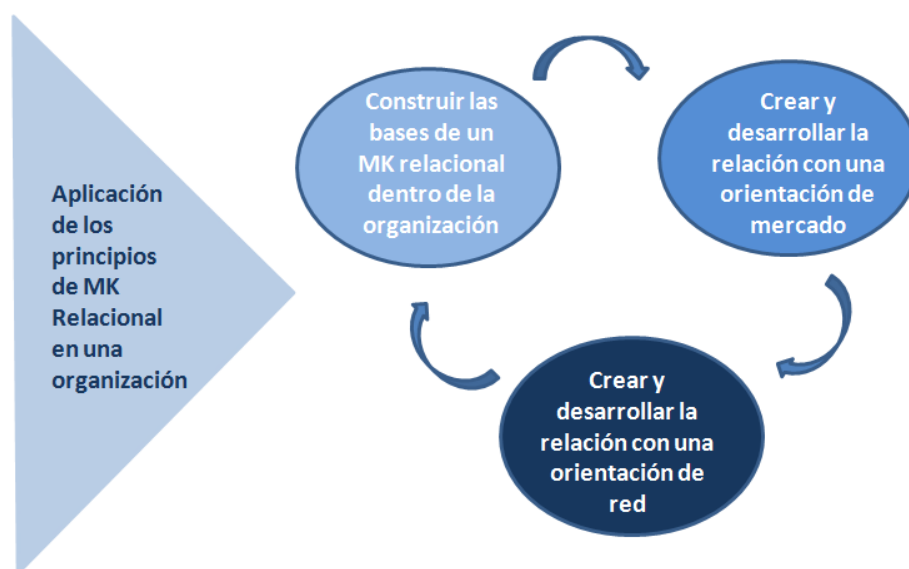 Aplicación
de los
principios
de MK
Relacional
en una
organización
Construir las
bases de un
MK relacional
dentro de la
organización
Crear y
desarrollar la
relación con una
orientación de
mercado
Crear y
desarrollar la
relación con una
orientación de
red